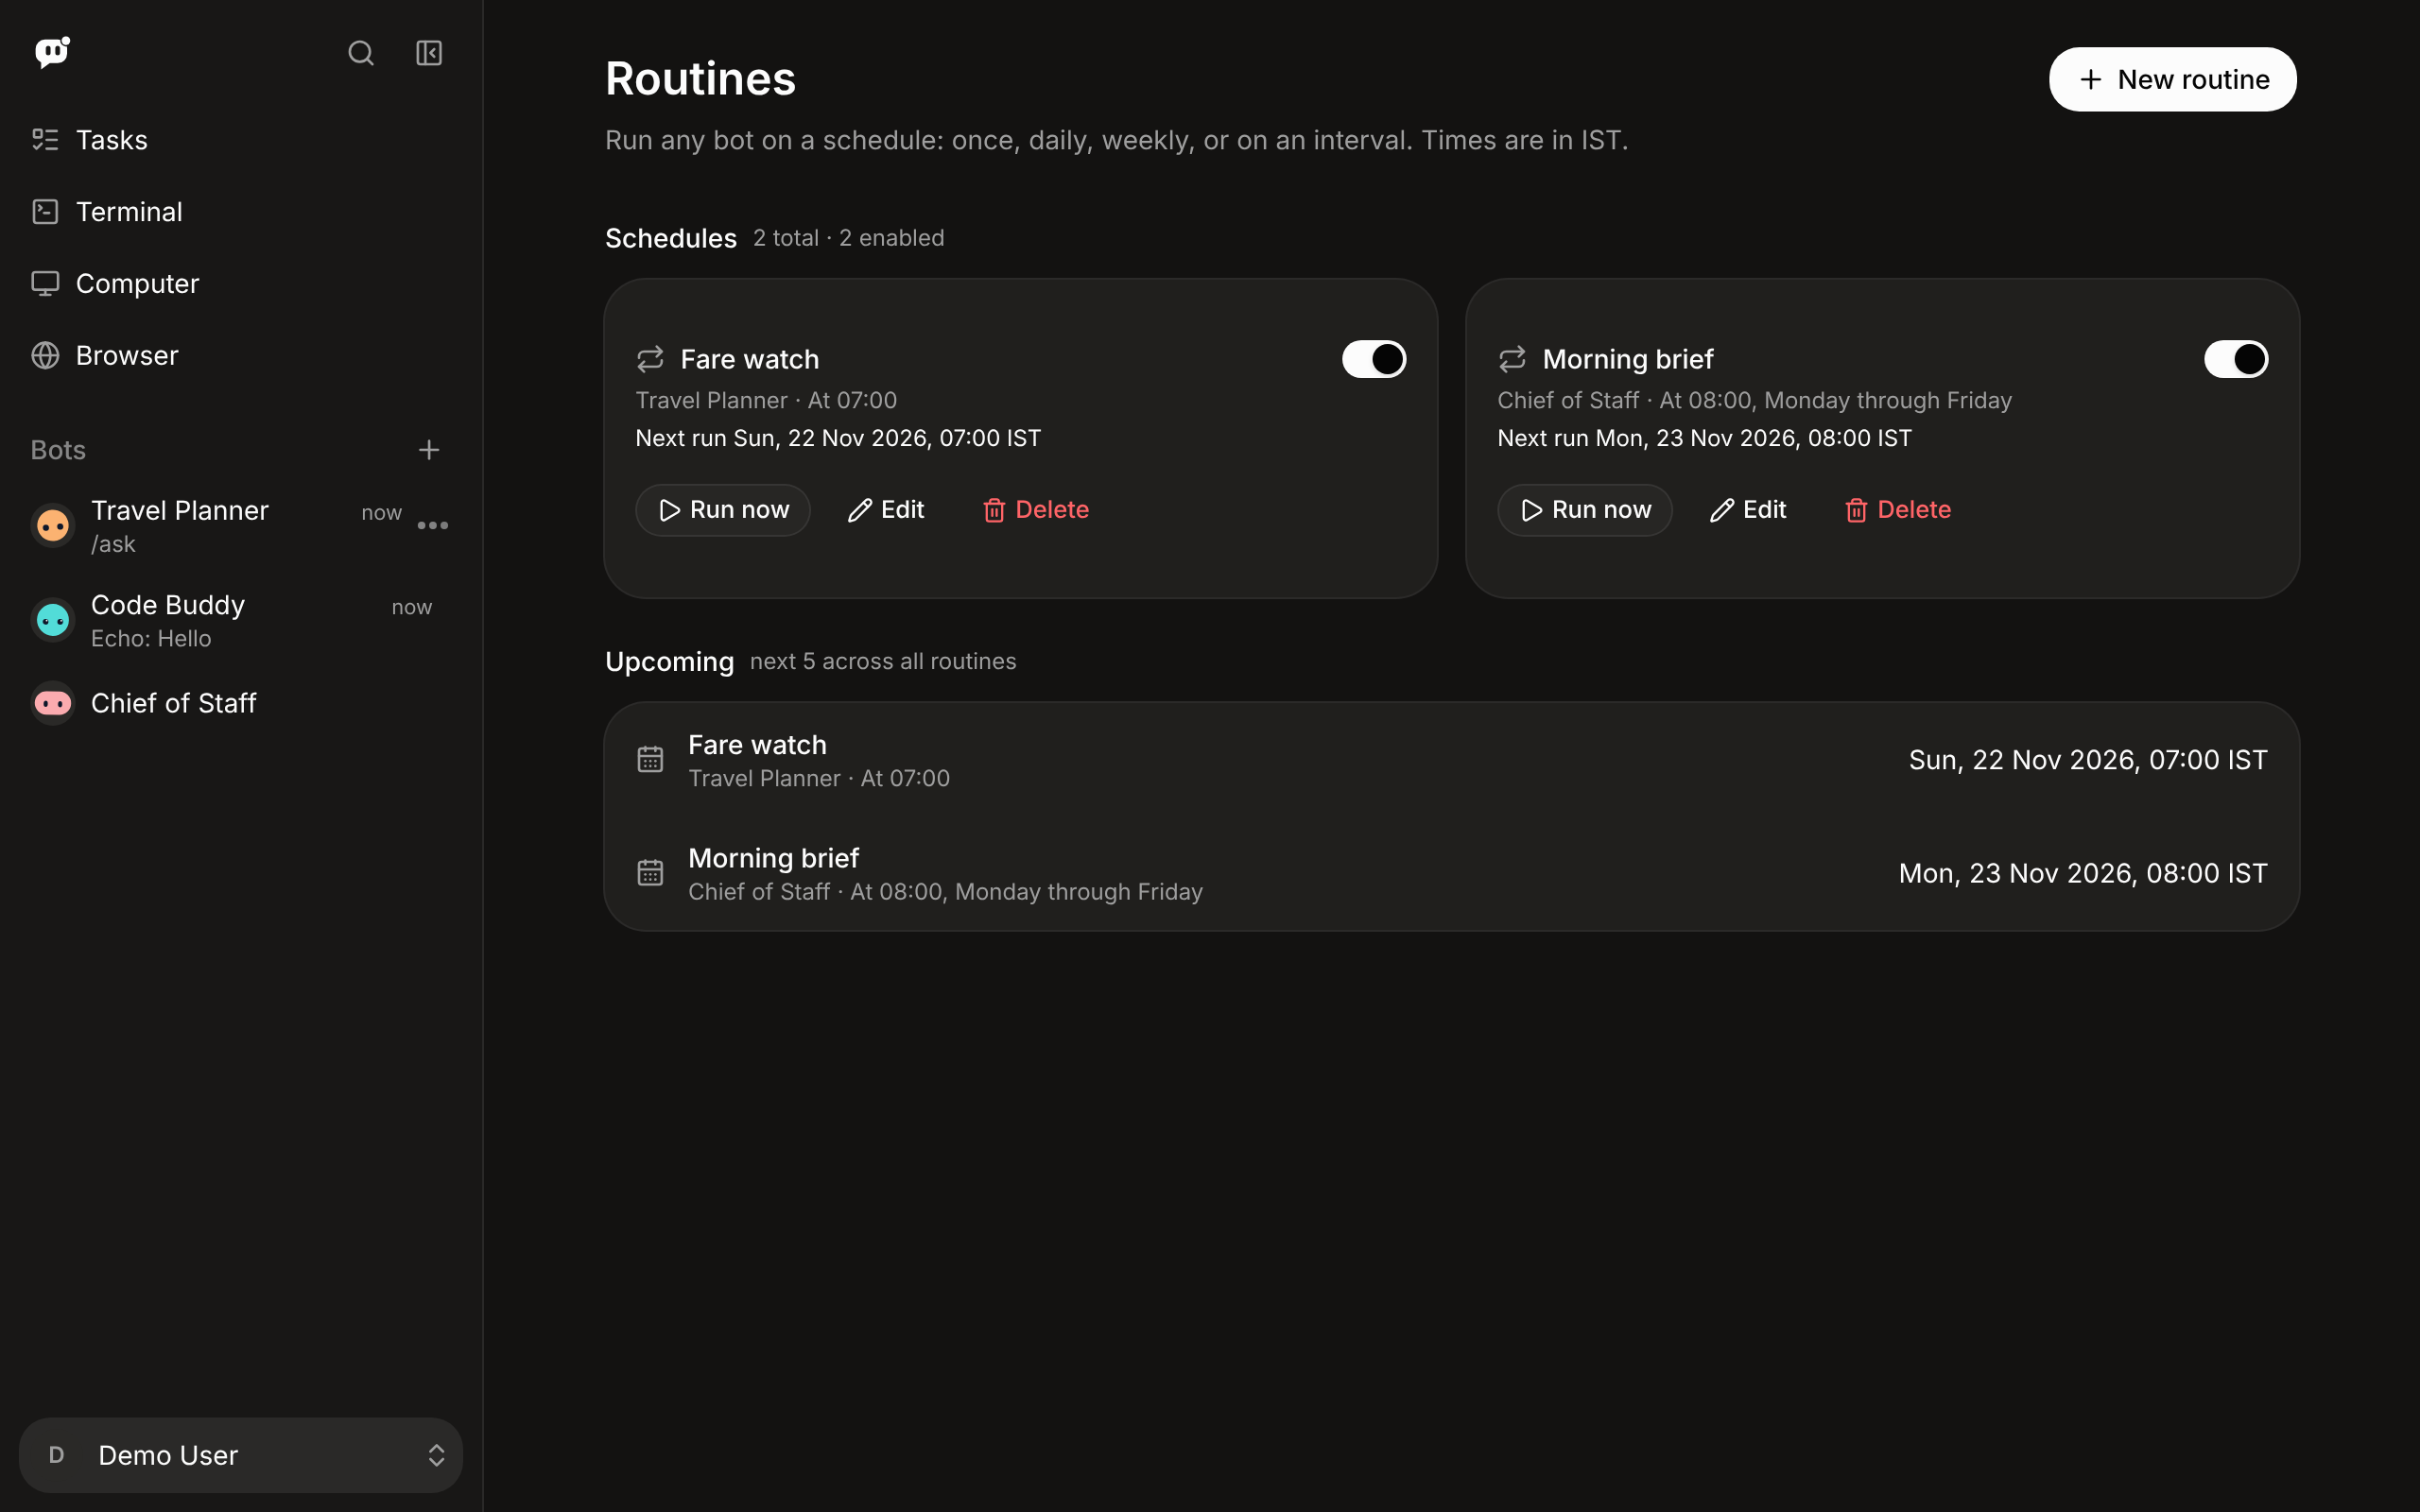 Tasks
Terminal
Computer
Browser
Bots
Travel Planner now
/ask
Code Buddy now
Echo: Hello
Chief of Staff
D Demo User
Routines
New routine
Run any bot on a schedule: once, daily, weekly, or on an interval. Times are in IST.
Schedules 2 total · 2 enabled
Fare watch
Travel Planner · At 07:00
Next run Sun, 22 Nov 2026, 07:00 IST
Run now Edit Delete
Morning brief
Chief of Staff · At 08:00, Monday through Friday
Next run Mon, 23 Nov 2026, 08:00 IST
Run now Edit Delete
Upcoming next 5 across all routines
Fare watch
Travel Planner · At 07:00
Sun, 22 Nov 2026, 07:00 IST
Morning brief
Chief of Staff · At 08:00, Monday through Friday
Mon, 23 Nov 2026, 08:00 IST